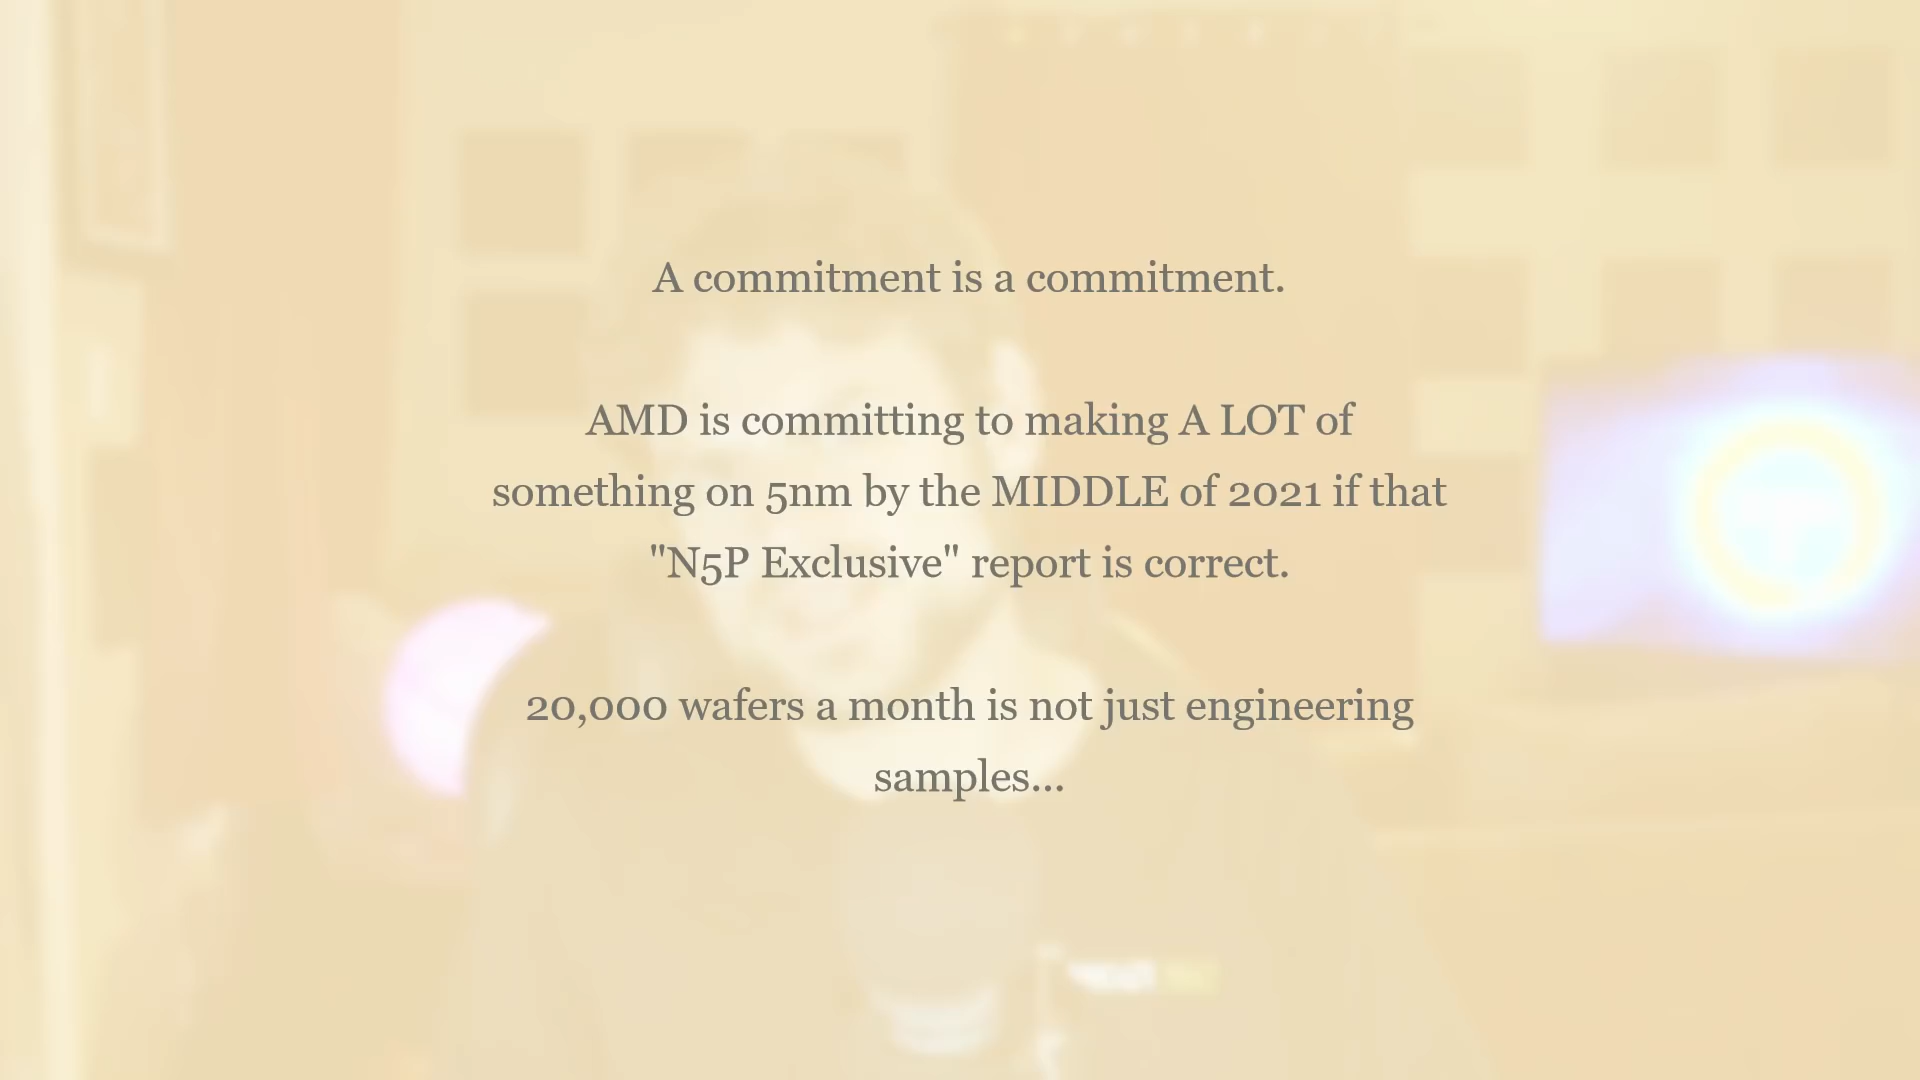 A commitment is a commitment.
AMD is committing to making A LOT of
something on 5nm by the MIDDLE of 2021 if that
"N5P Exclusive" report is correct.
20,000 wafers a month is not just engineering
samples...